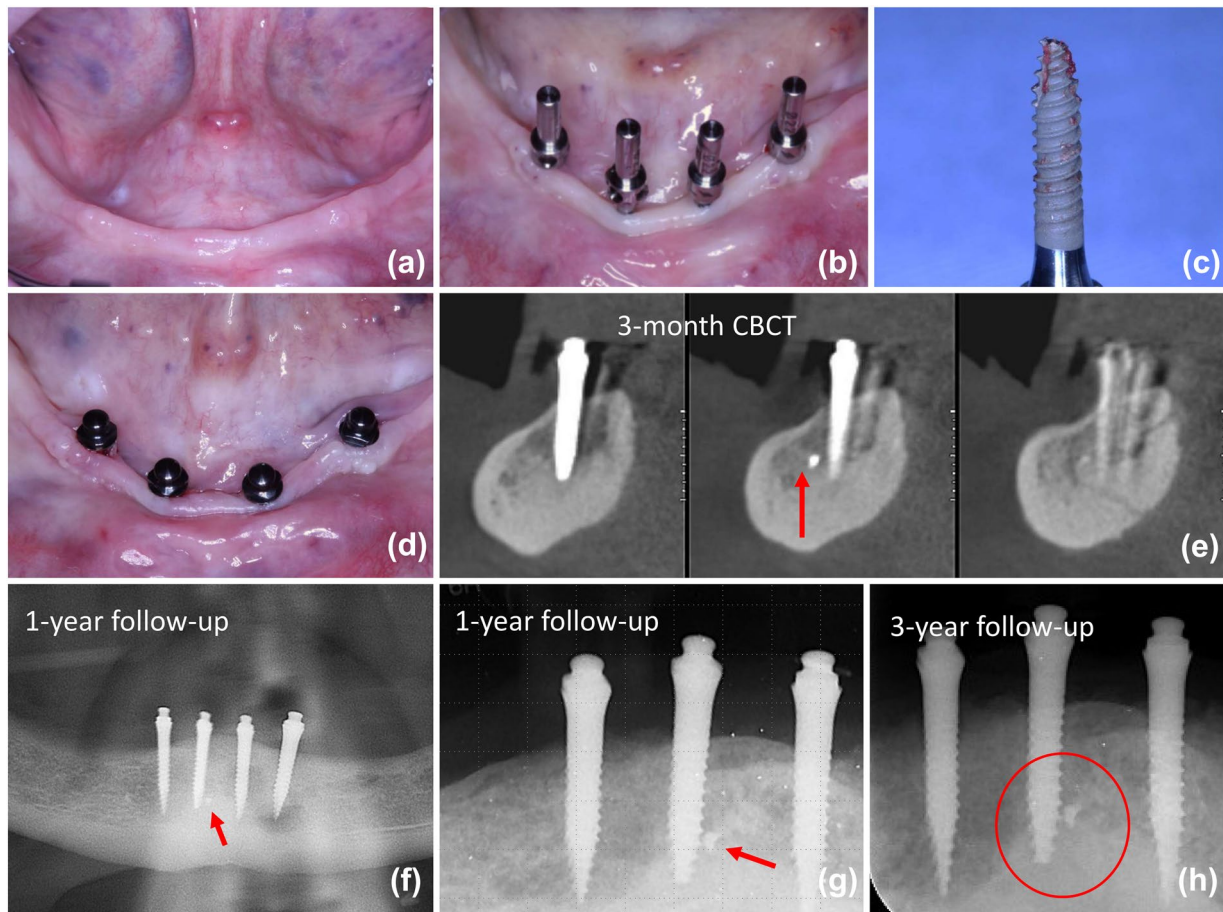 (a)
(b)
(c)
(d)
3-month CBCT
(e)
1-year follow-up
(f)
1-year follow-up
(g)
3-year follow-up
(h)